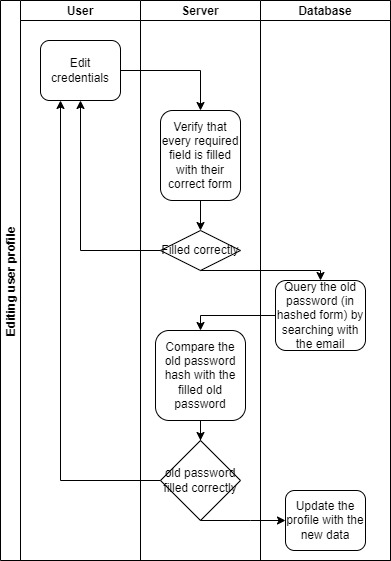 User
Server
Database
Editing user profile
Edit
credentials
Verify that
every required
field is filled
with their
correct form
Filled correctly
Query the old
password (in
hashed form) by
searching with
the email
Compare the
old password
hash with the
filled old
password
old password
filled correctly
Update the
profile with the
new data